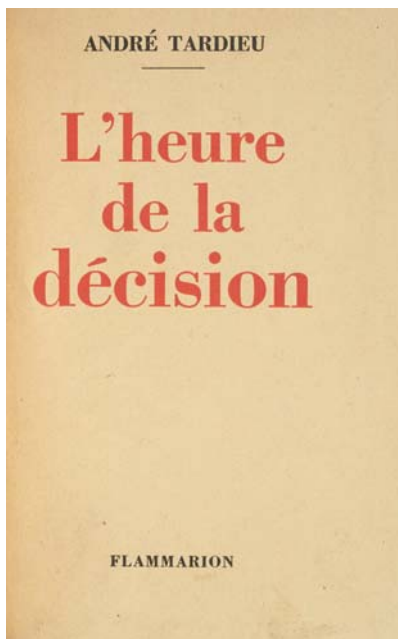 ANDRÉ TARDIEU
L'heure
de la
décision
FLAMMARION